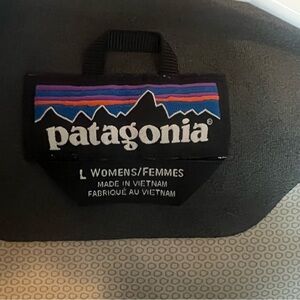 patagonia®
L WOMENS/FEMMES
MADE IN VIETNAM
FABRIQUÉ AU VIETNAM